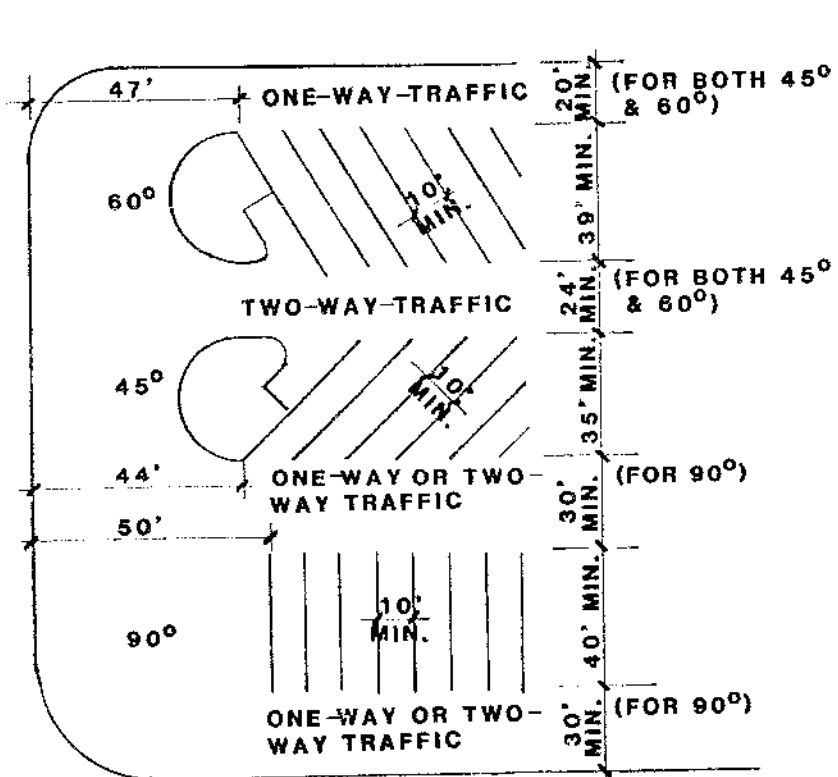 47'
ONE-WAY-TRAFFIC
20' MIN.
(FOR BOTH 45°
& 60°)
60°
10'
MIN.
39' MIN.
TWO-WAY-TRAFFIC
24' MIN.
(FOR BOTH 45°
& 60°)
45°
10'
MIN.
35' MIN.
44'
ONE-WAY OR TWO-
WAY TRAFFIC
30' MIN.
(FOR 90°)
50'
90°
10'
MIN.
40' MIN.
ONE-WAY OR TWO-
WAY TRAFFIC
30' MIN.
(FOR 90°)